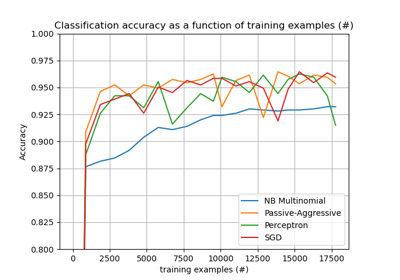 Classification accuracy as a function of training examples (#)
1.000
0.975
0.950
0.925
0.900
0.875
0.850
0.825
0.800
Accuracy
NB Multinomial
Passive-Aggressive
Perceptron
SGD
0 2500 5000 7500 10000 12500 15000 17500
training examples (#)